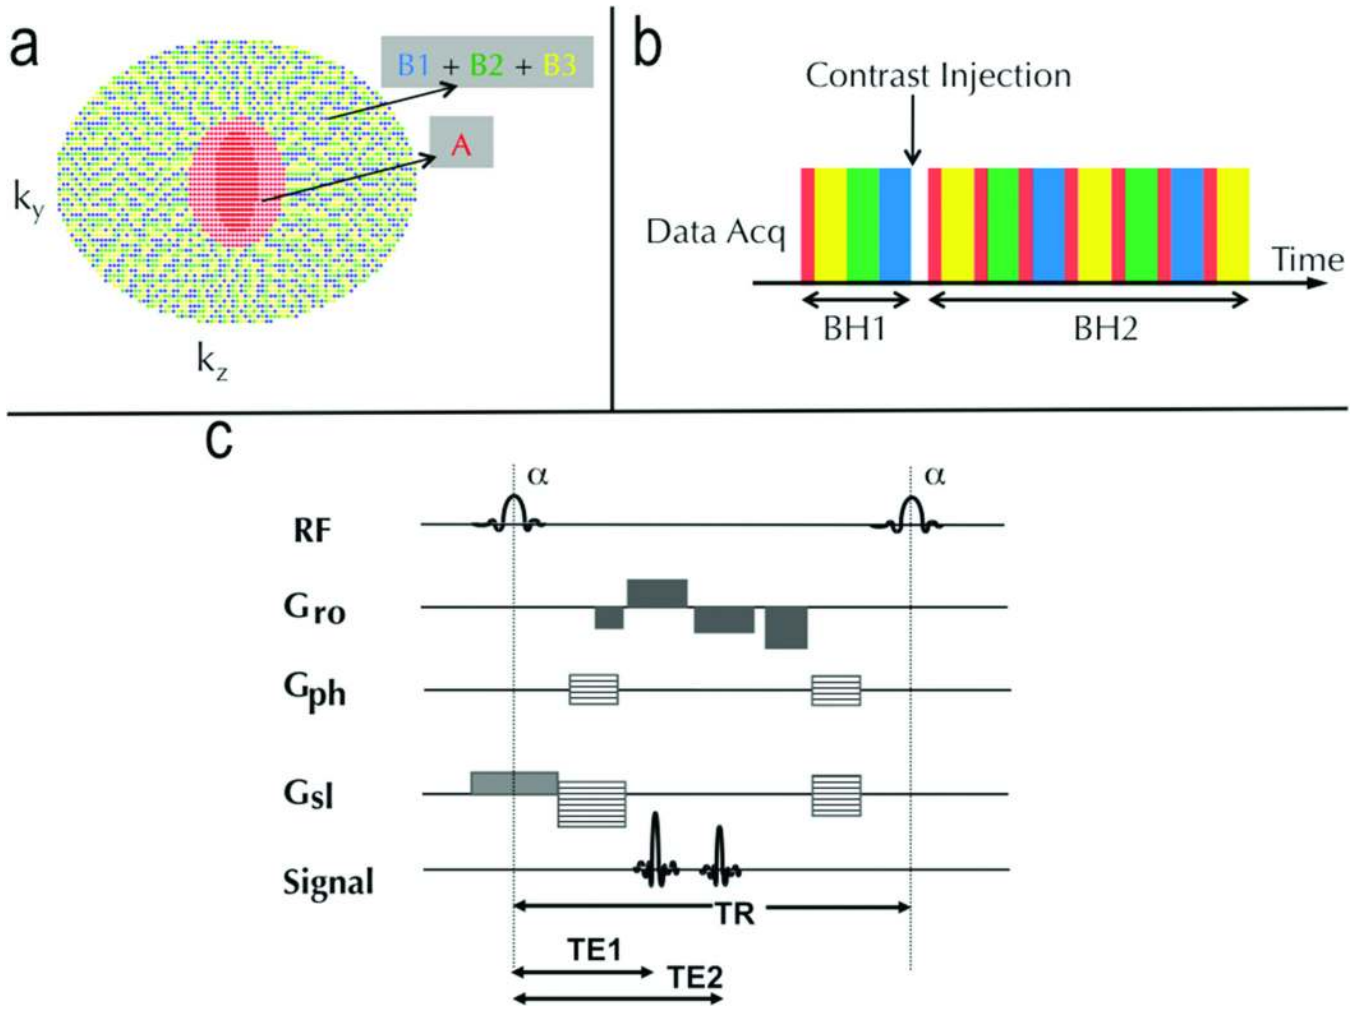 a
B1 + B2 + B3
A
ky
kz
b
Contrast Injection
Data Acq
Time
BH1
BH2
c
α
α
RF
Gro
Gph
Gsl
Signal
TR
TE1
TE2